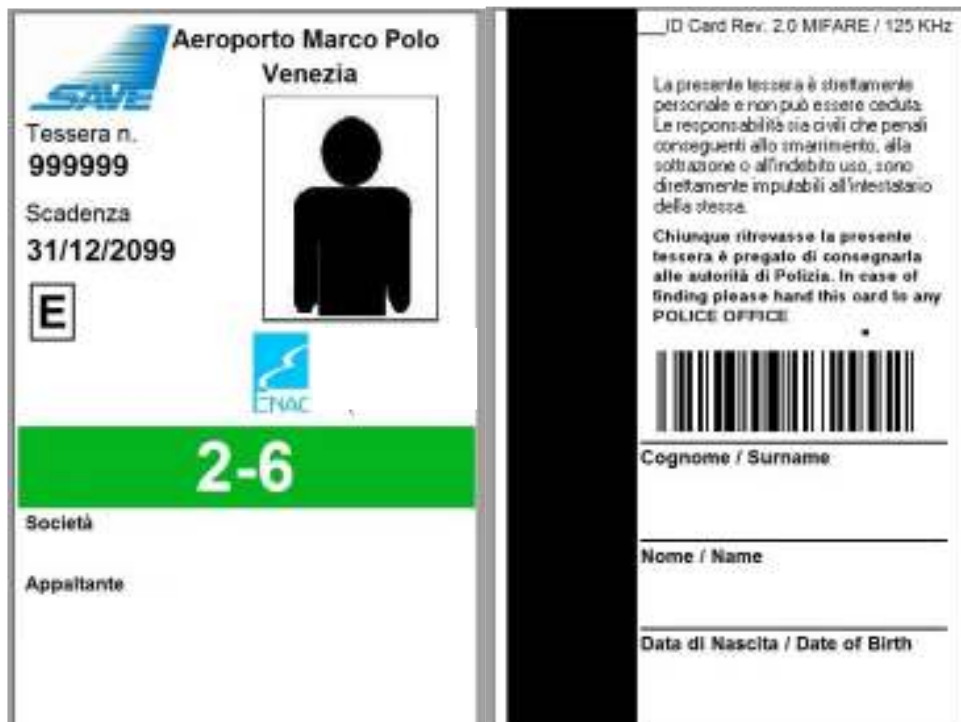 SAVE
Aeroporto Marco Polo
Venezia
Tessera n.
999999
Scadenza
31/12/2099
E
ENAC
2-6
Società
Appaltante
__ID Card Rev. 2.0 MIFARE / 125 KHz
La presente tessera è strettamente
personale e non può essere ceduta.
Le responsabilità sia civili che penali
conseguenti allo smarrimento, alla
sottrazione o all'indebito uso, sono
direttamente imputabili all'intestatario
della stessa.
Chiunque ritrovasse la presente
tessera è pregato di consegnarla
alle autorità di Polizia. In case of
finding please hand this card to any
POLICE OFFICE
Cognome / Surname
Nome / Name
Data di Nascita / Date of Birth